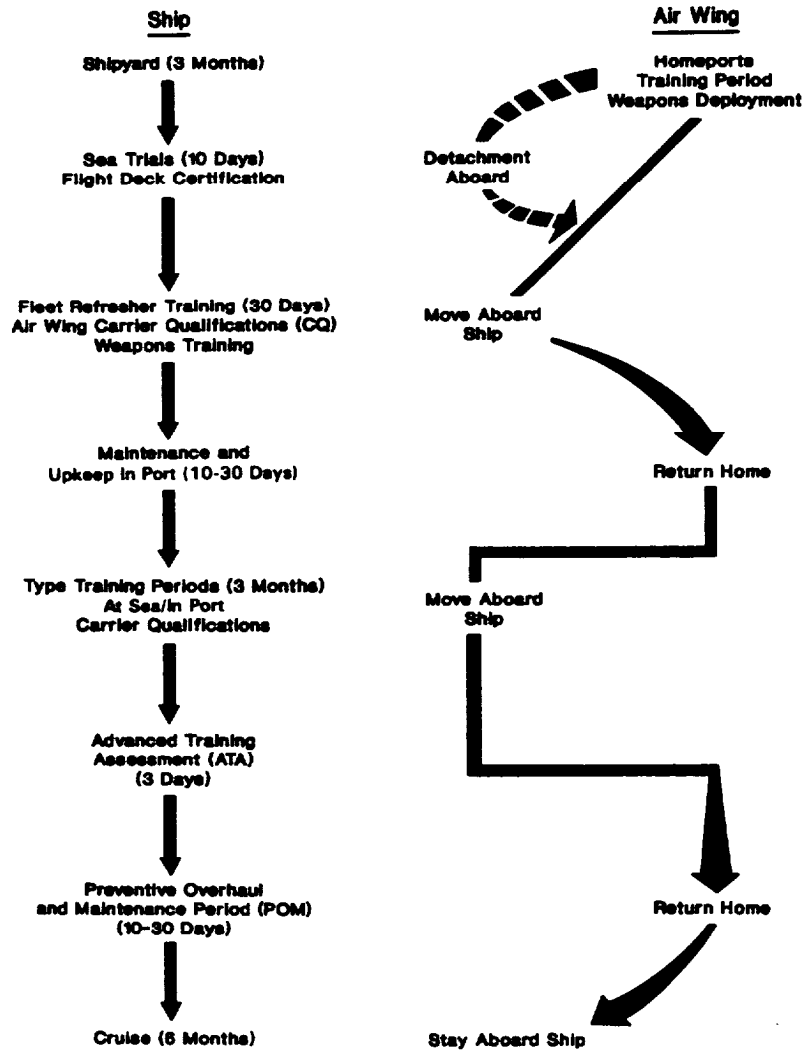 Ship
Shipyard (3 Months)
Sea Trials (10 Days)
Flight Deck Certification
Fleet Refresher Training (30 Days)
Air Wing Carrier Qualifications (CQ)
Weapons Training
Maintenance and
Upkeep in Port (10-30 Days)
Type Training Periods (3 Months)
At Sea/In Port
Carrier Qualifications
Advanced Training
Assessment (ATA)
(3 Days)
Preventive Overhaul
and Maintenance Period (POM)
(10-30 Days)
Cruise (6 Months)
Air Wing
Homeports
Training Period
Weapons Deployment
Detachment
Aboard
Move Aboard
Ship
Return Home
Move Aboard
Ship
Return Home
Stay Aboard Ship